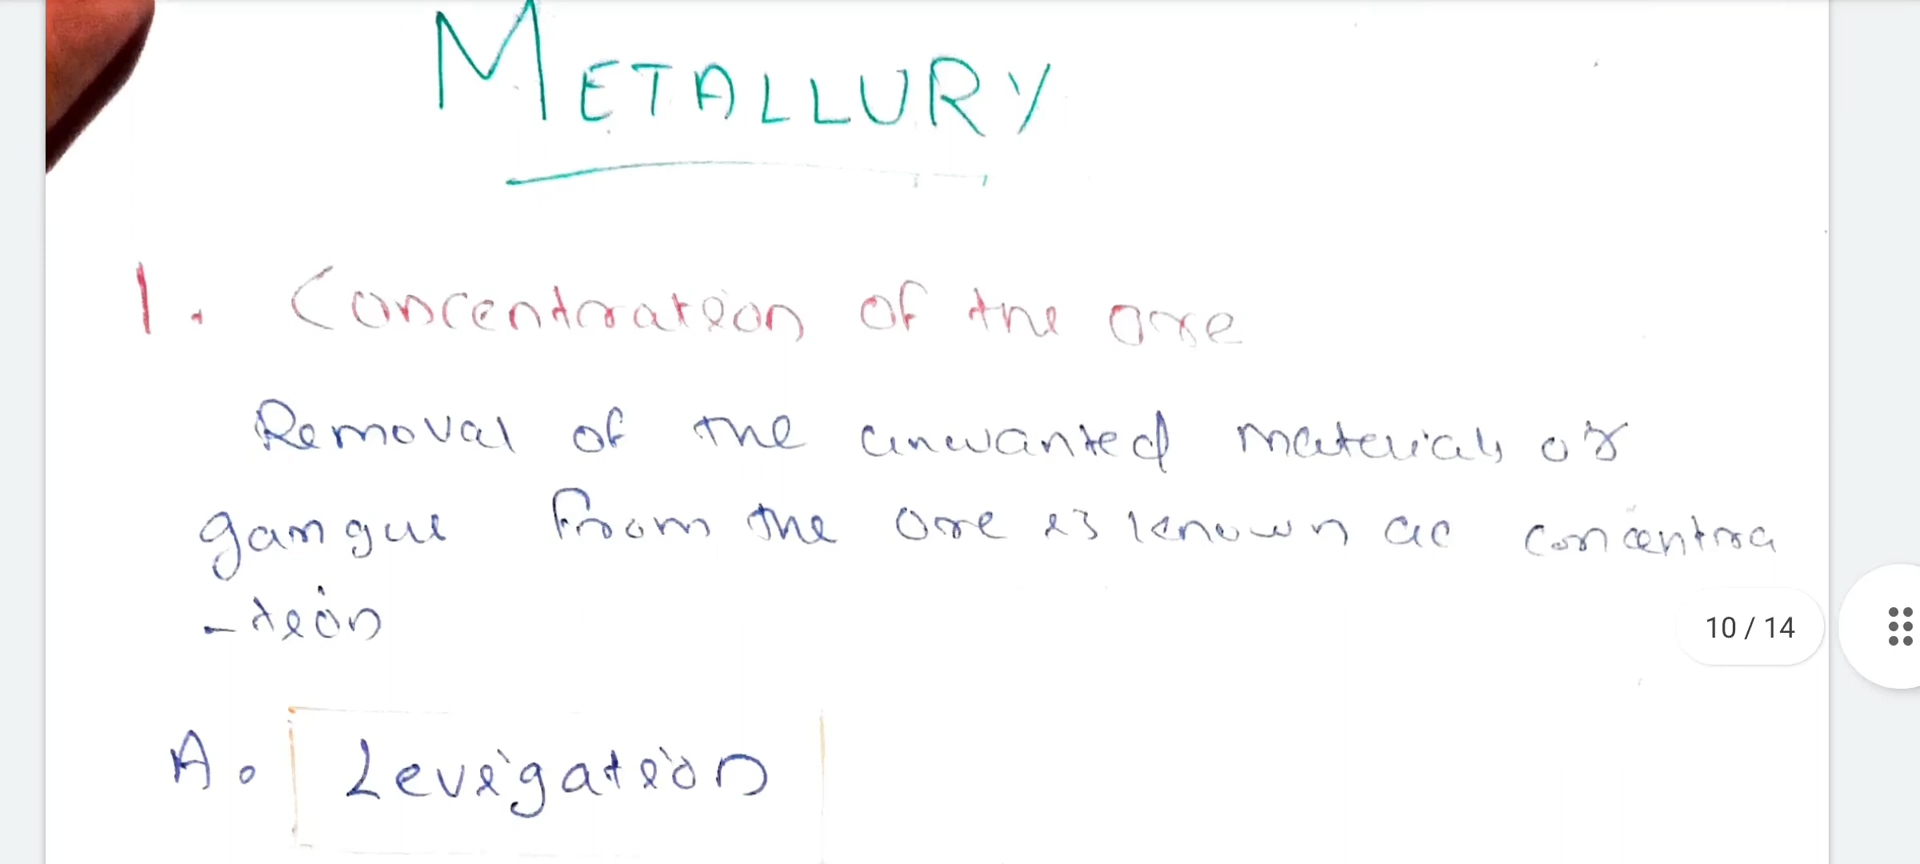 METALLURY
1. Concentration of the ore
Removal of the unwanted materials or
gangue from the ore is known as concentra
-tion
10 / 14
A. Levigation